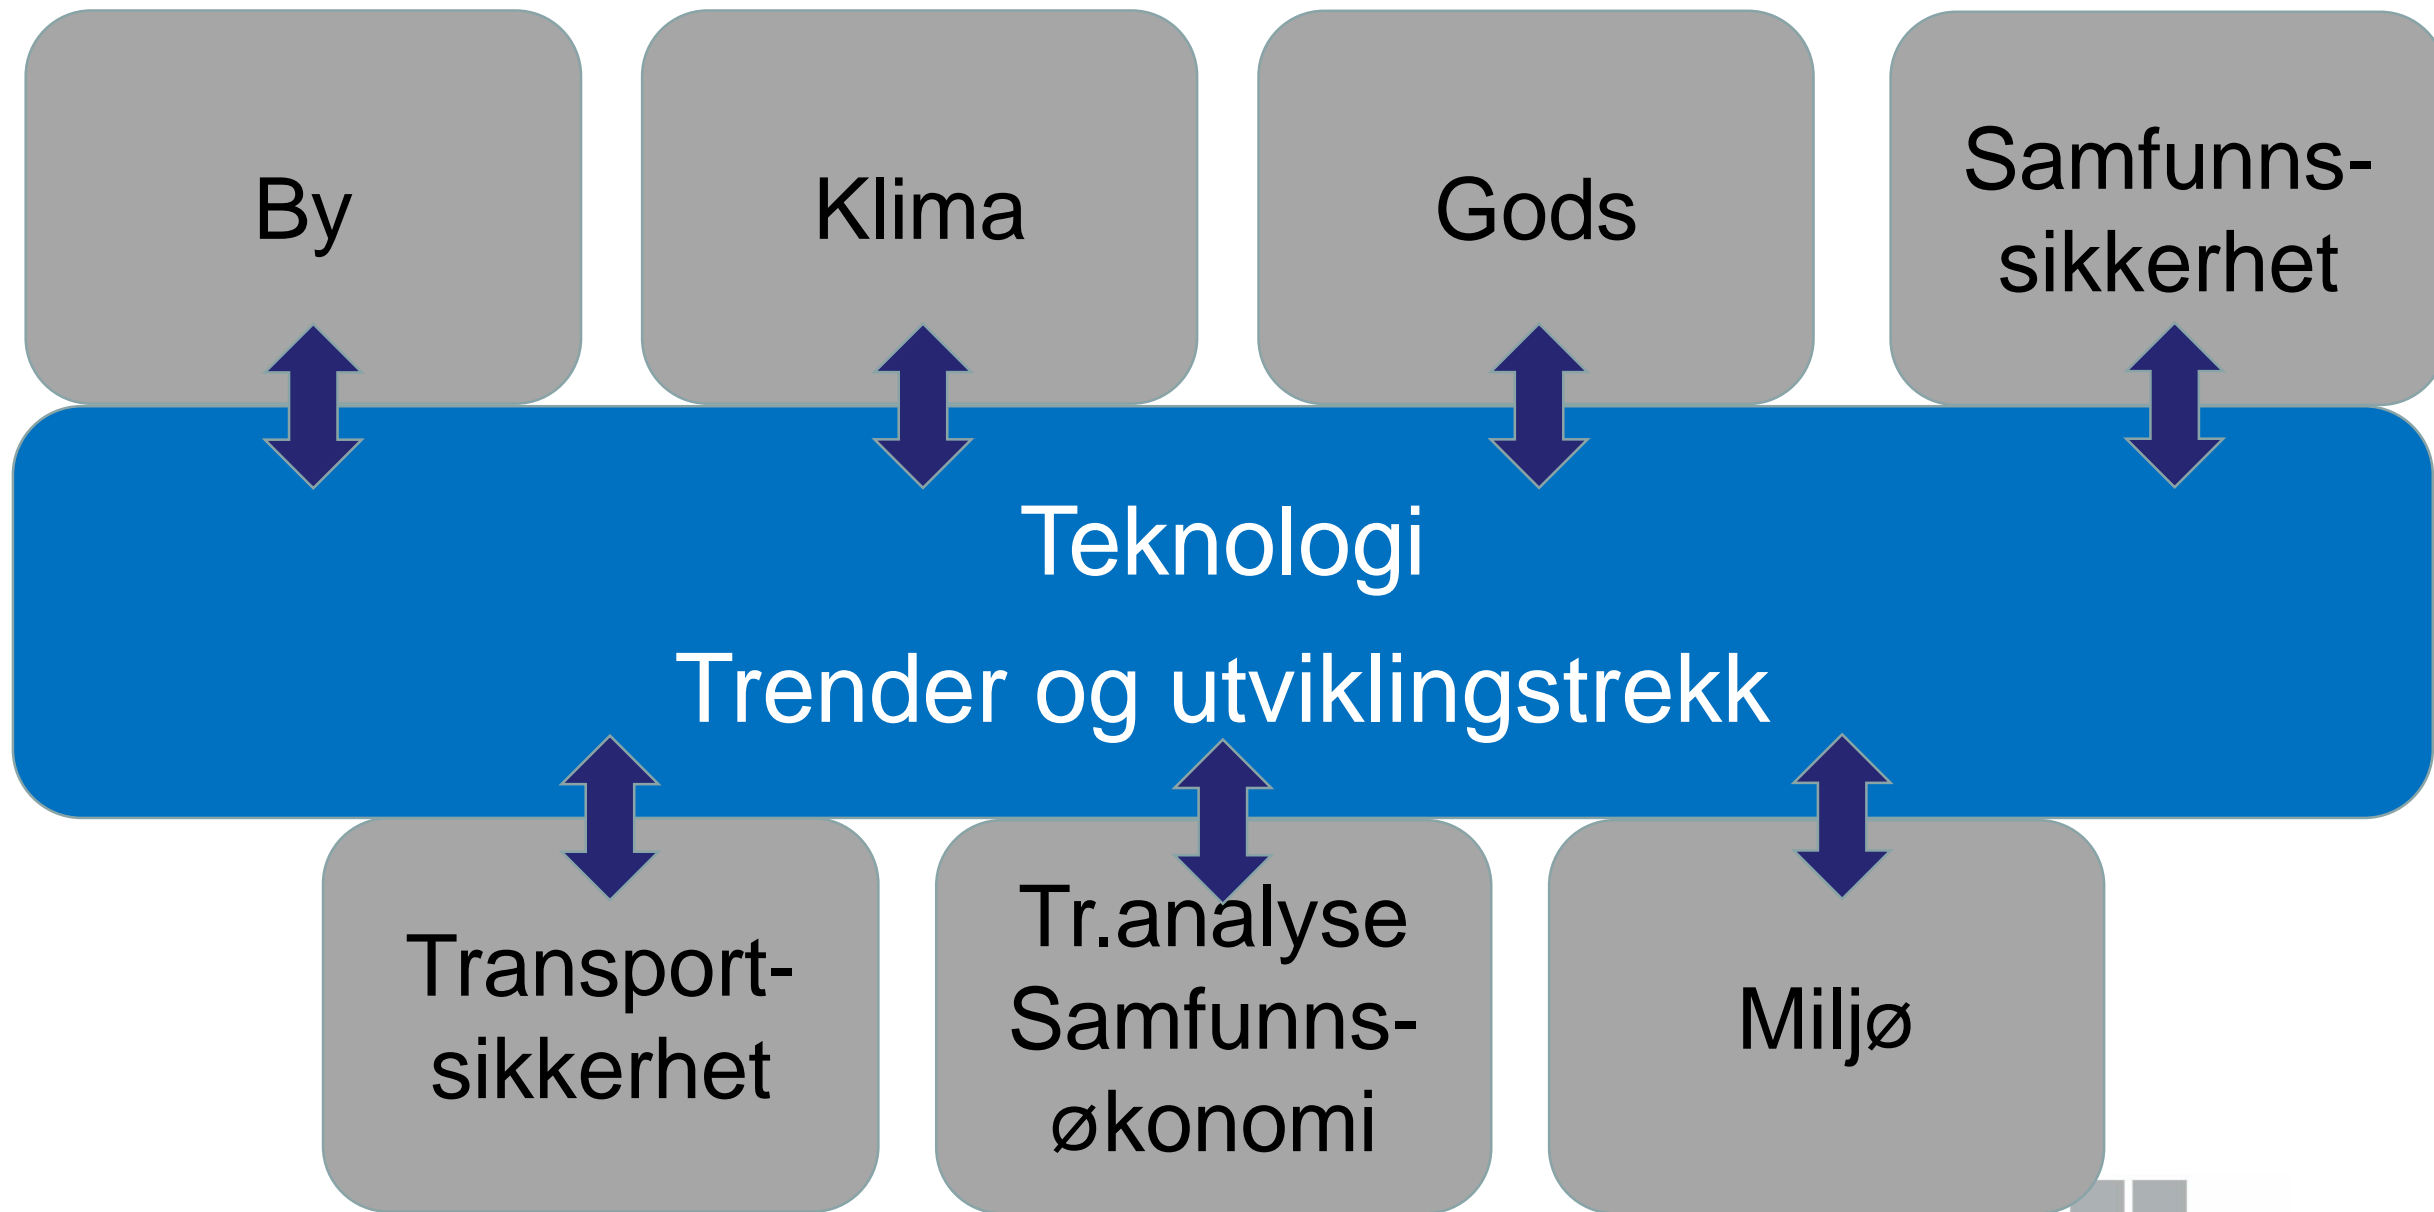 By
Klima
Gods
Samfunns-
sikkerhet
Teknologi
Trender og utviklingstrekk
Transport-
sikkerhet
Tr.analyse
Samfunns-
økonomi
Miljø